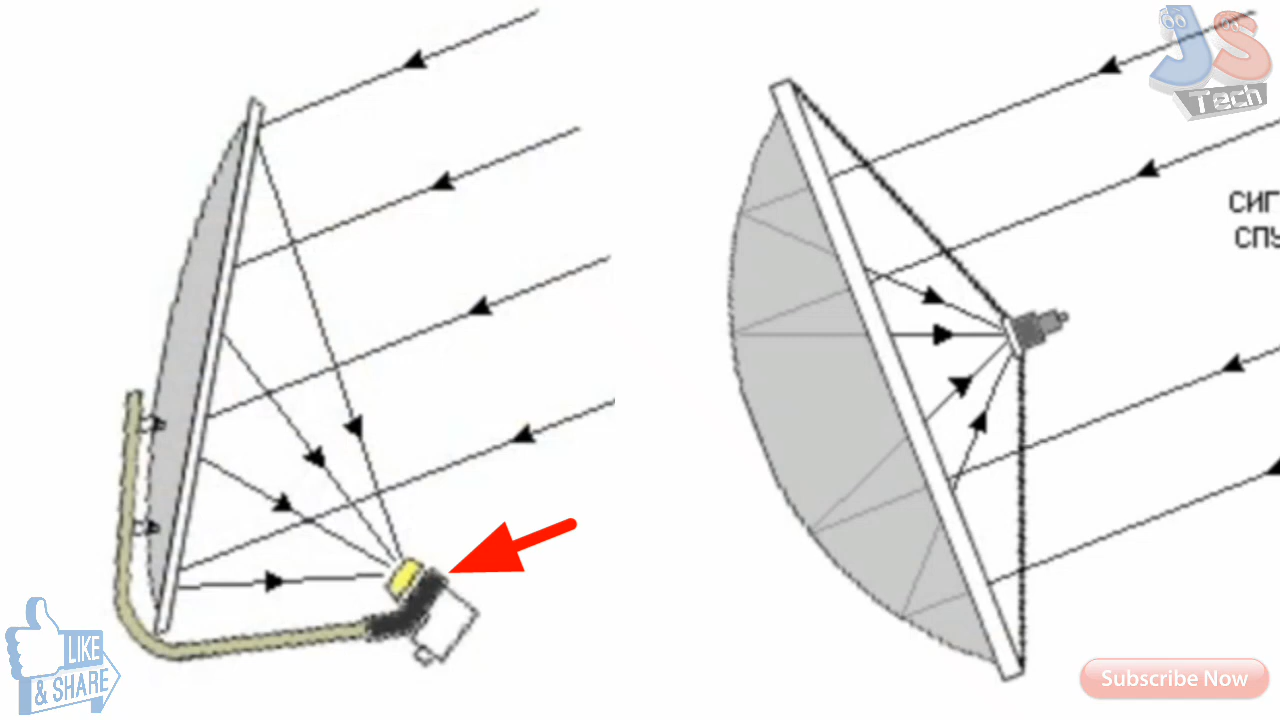 JS
Tech
СИГ
СПУ
LIKE
& SHARE
Subscribe Now